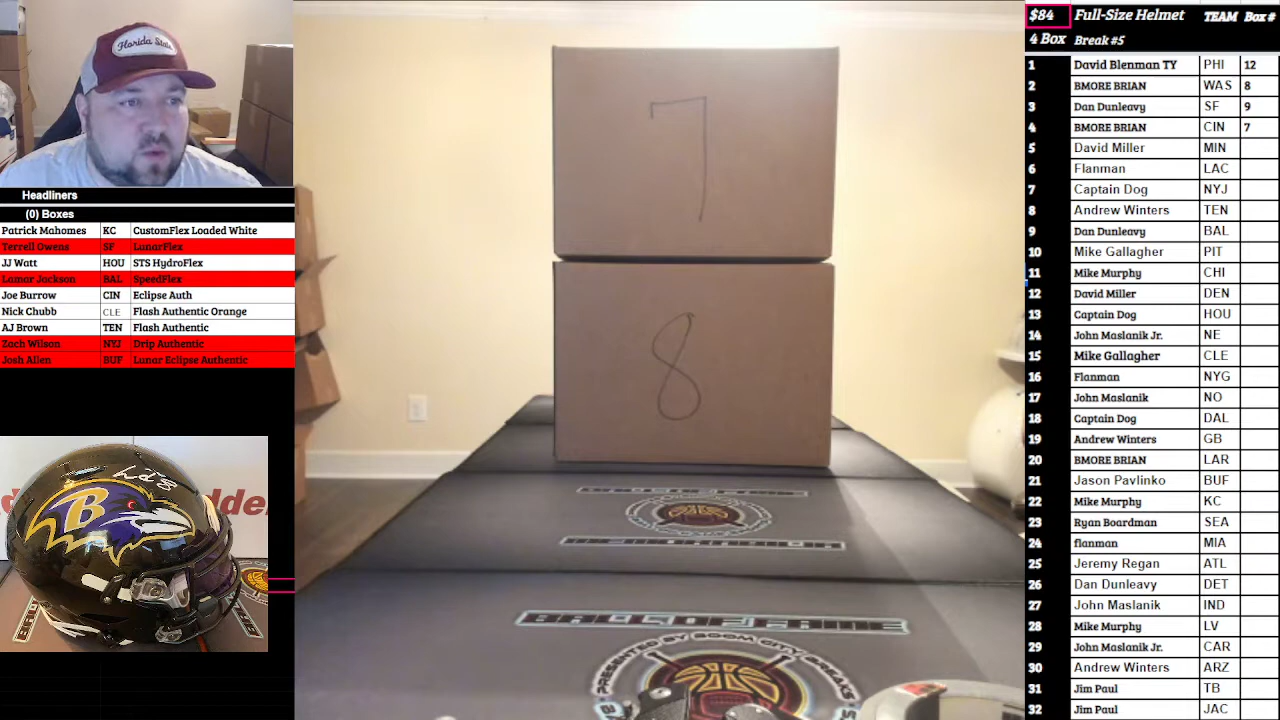 Florida State
Headliners
(0) Boxes
Patrick Mahomes KC CustomFlex Loaded White
Terrell Owens SF LunarFlex
JJ Watt HOU STS HydroFlex
Lamar Jackson BAL SpeedFlex
Joe Burrow CIN Eclipse Auth
Nick Chubb CLE Flash Authentic Orange
AJ Brown TEN Flash Authentic
Zach Wilson NYJ Drip Authentic
Josh Allen BUF Lunar Eclipse Authentic
B
7
8
BALL OF FAME
PRESENTED BY BOOM CITY BREAKS
$84 Full-Size Helmet TEAM Box #
4 Box Break #5
1 David Blenman TY PHI 12
2 BMORE BRIAN WAS 8
3 Dan Dunleavy SF 9
4 BMORE BRIAN CIN 7
5 David Miller MIN
6 Flanman LAC
7 Captain Dog NYJ
8 Andrew Winters TEN
9 Dan Dunleavy BAL
10 Mike Gallagher PIT
11 Mike Murphy CHI
12 David Miller DEN
13 Captain Dog HOU
14 John Maslanik Jr. NE
15 Mike Gallagher CLE
16 Flanman NYG
17 John Maslanik NO
18 Captain Dog DAL
19 Andrew Winters GB
20 BMORE BRIAN LAR
21 Jason Pavlinko BUF
22 Mike Murphy KC
23 Ryan Boardman SEA
24 flanman MIA
25 Jeremy Regan ATL
26 Dan Dunleavy DET
27 John Maslanik IND
28 Mike Murphy LV
29 John Maslanik Jr. CAR
30 Andrew Winters ARZ
31 Jim Paul TB
32 Jim Paul JAC